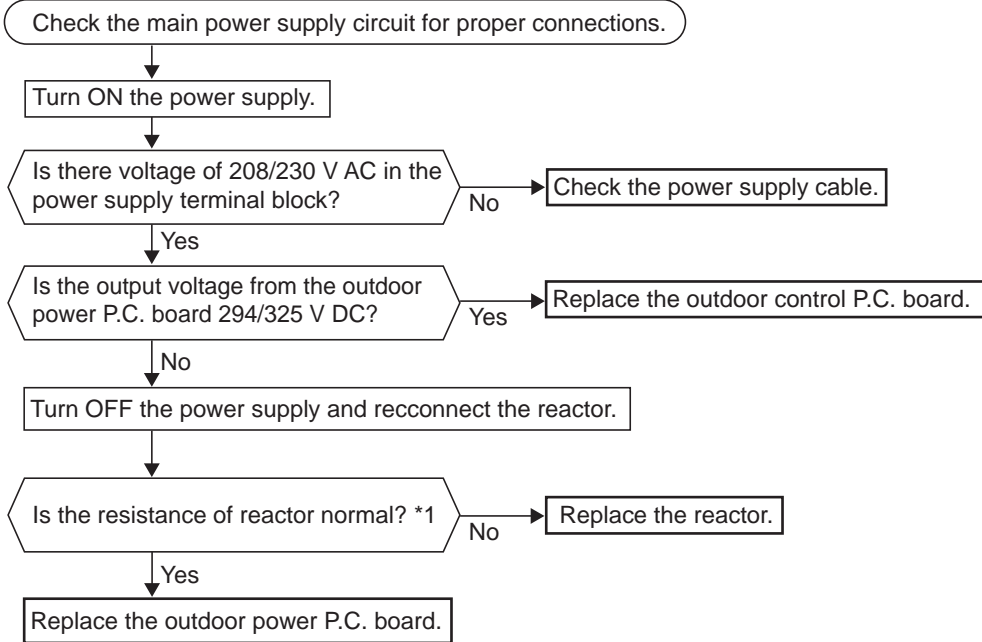 Check the main power supply circuit for proper connections.
Turn ON the power supply.
Is there voltage of 208/230 V AC in the
power supply terminal block?
No
Check the power supply cable.
Yes
Is the output voltage from the outdoor
power P.C. board 294/325 V DC?
Yes
Replace the outdoor control P.C. board.
No
Turn OFF the power supply and recconnect the reactor.
Is the resistance of reactor normal? *1
No
Replace the reactor.
Yes
Replace the outdoor power P.C. board.